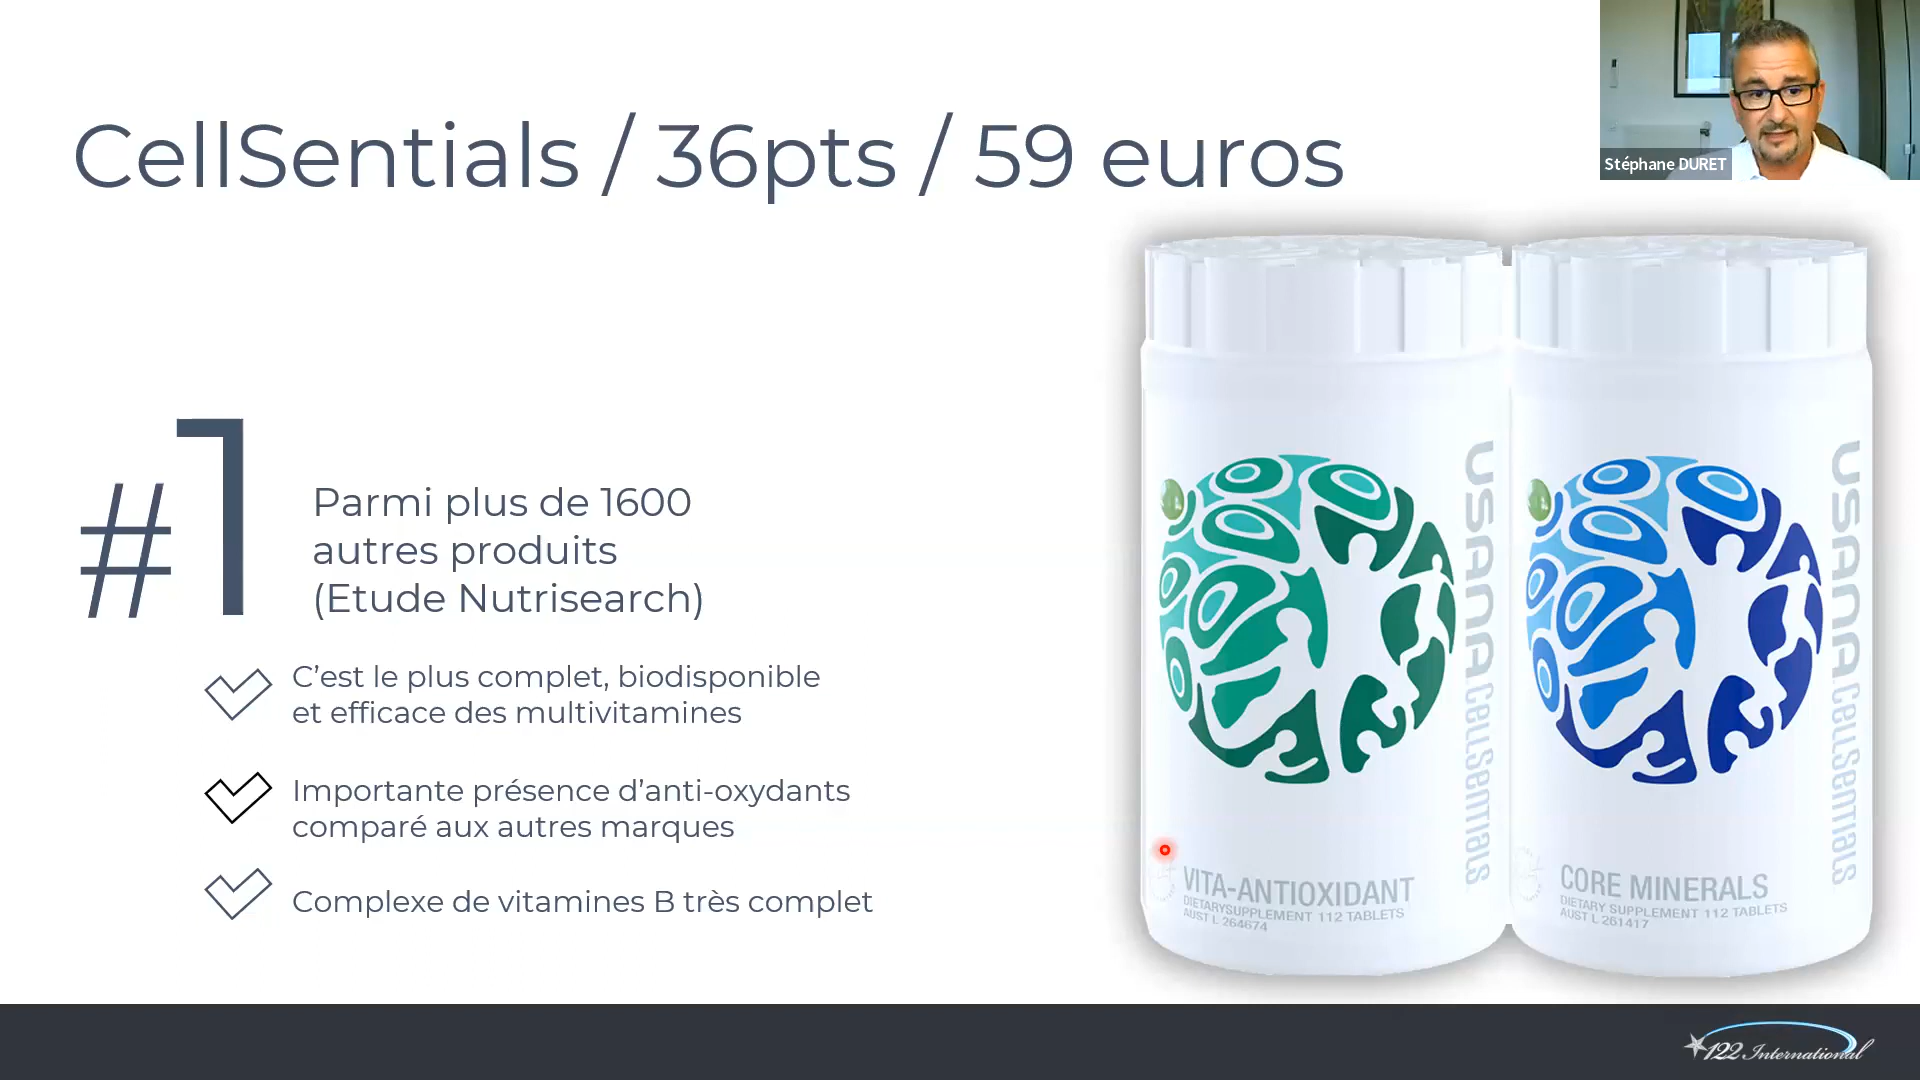 CellSentials / 36pts / 59 euros
Stéphane DURET
#1
Parmi plus de 1600
autres produits
(Etude Nutrisearch)
C’est le plus complet, biodisponible
et efficace des multivitamines
Importante présence d’anti-oxydants
comparé aux autres marques
Complexe de vitamines B très complet
USANA CellSentials
VITA-ANTIOXIDANT
DIETARY SUPPLEMENT 112 TABLETS
AUST L 264674
USANA CellSentials
CORE MINERALS
DIETARY SUPPLEMENT 112 TABLETS
AUST L 261417
122 International